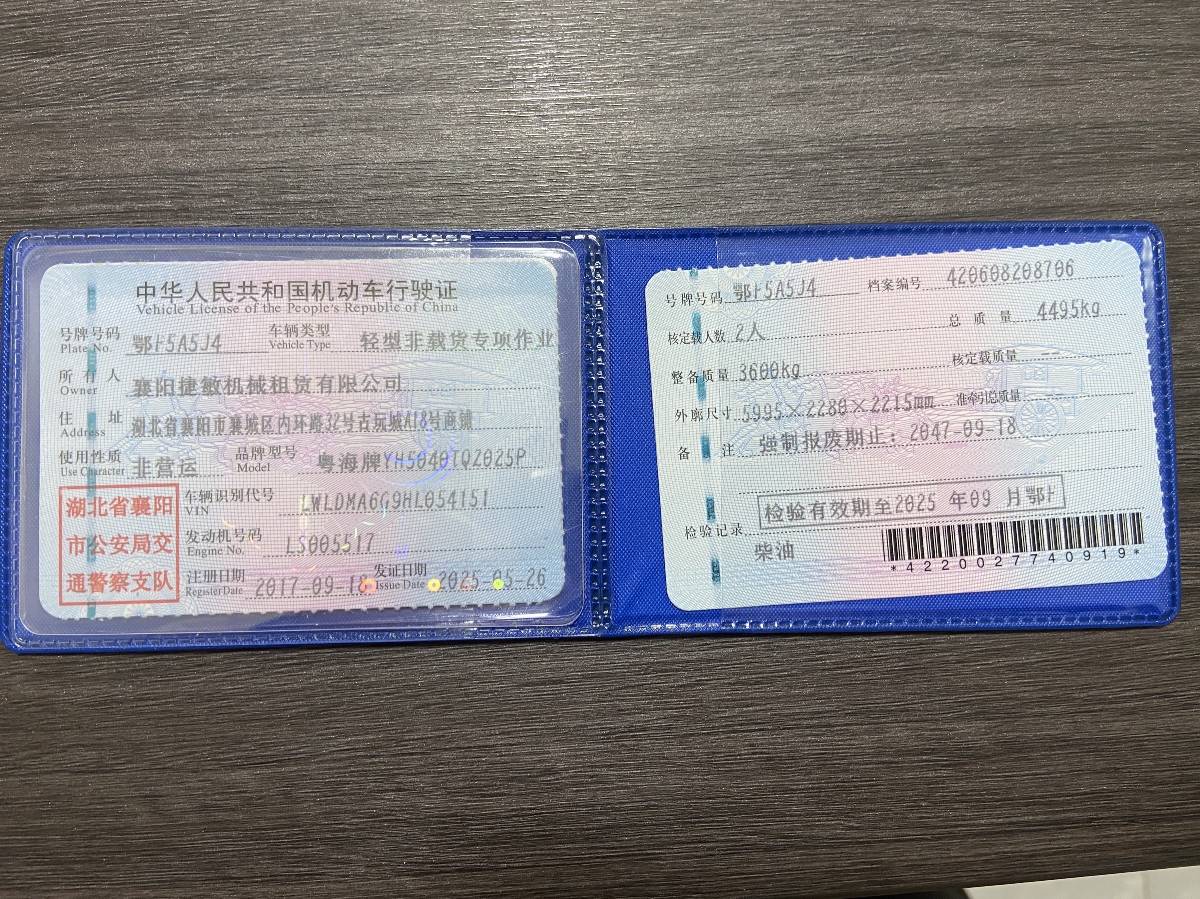 中华人民共和国机动车行驶证
Vehicle License of the People's Republic of China
号牌号码 Plate No. 鄂F5A5J4 车辆类型 Vehicle Type 轻型非载货专项作业
所有人 Owner 襄阳捷敏机械租赁有限公司
住址 Address 湖北省襄阳市襄城区内环路32号古玩城A18号商铺
使用性质 Use Character 非营运 品牌型号 Model 粤海牌YH5040TQZ025P
湖北省襄阳
市公安局交
通警察支队
车辆识别代号 VIN LWLDMA6G9HL054151
发动机号码 Engine No. LS005517
注册日期 Register Date 2017-09-18 发证日期 Issue Date 2025-05-26
号牌号码 鄂F5A5J4 档案编号 420608208706
核定载人数 2人 总质量 4495kg
整备质量 3600kg 核定载质量 --
外廓尺寸 5995×2280×2215mm 准牵引总质量
备注 强制报废期止：2047-09-18
检验有效期至2025 年09 月鄂F
检验记录
柴油
*4220027740919*